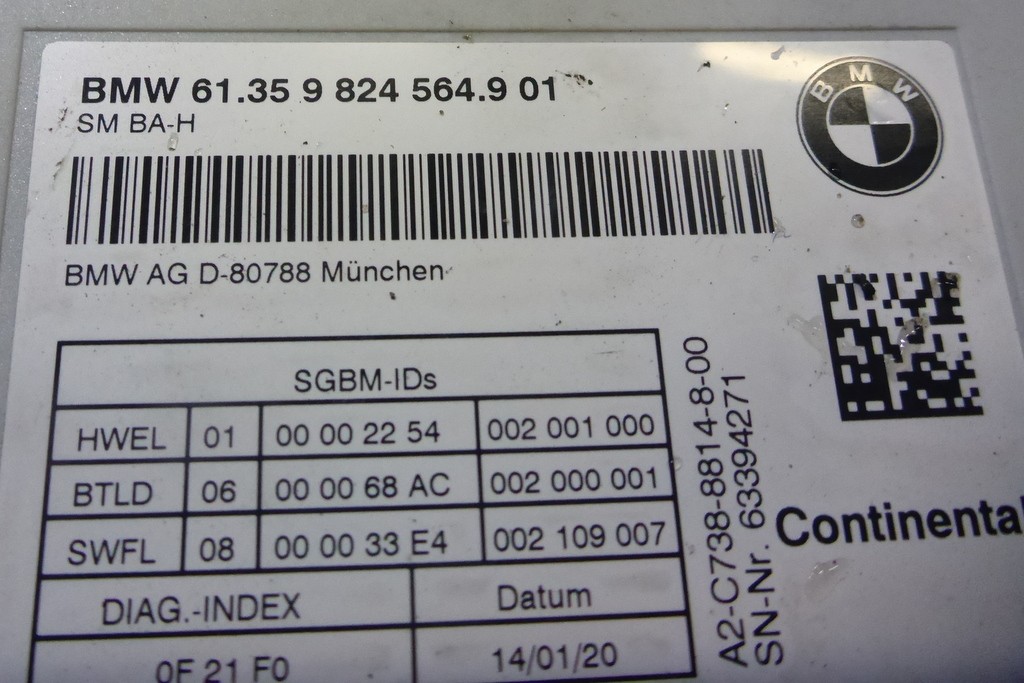 BMW 61.35 9 824 564.9 01
SM BA-H
BMW
BMW AG D-80788 München
SGBM-IDs
HWEL 01 00 00 22 54 002 001 000
BTLD 06 00 00 68 AC 002 000 001
SWFL 08 00 00 33 E4 002 109 007
DIAG.-INDEX Datum
0F 21 F0 14/01/20
A2-C738-8814-8-00
SN-Nr. 63394271
Continental